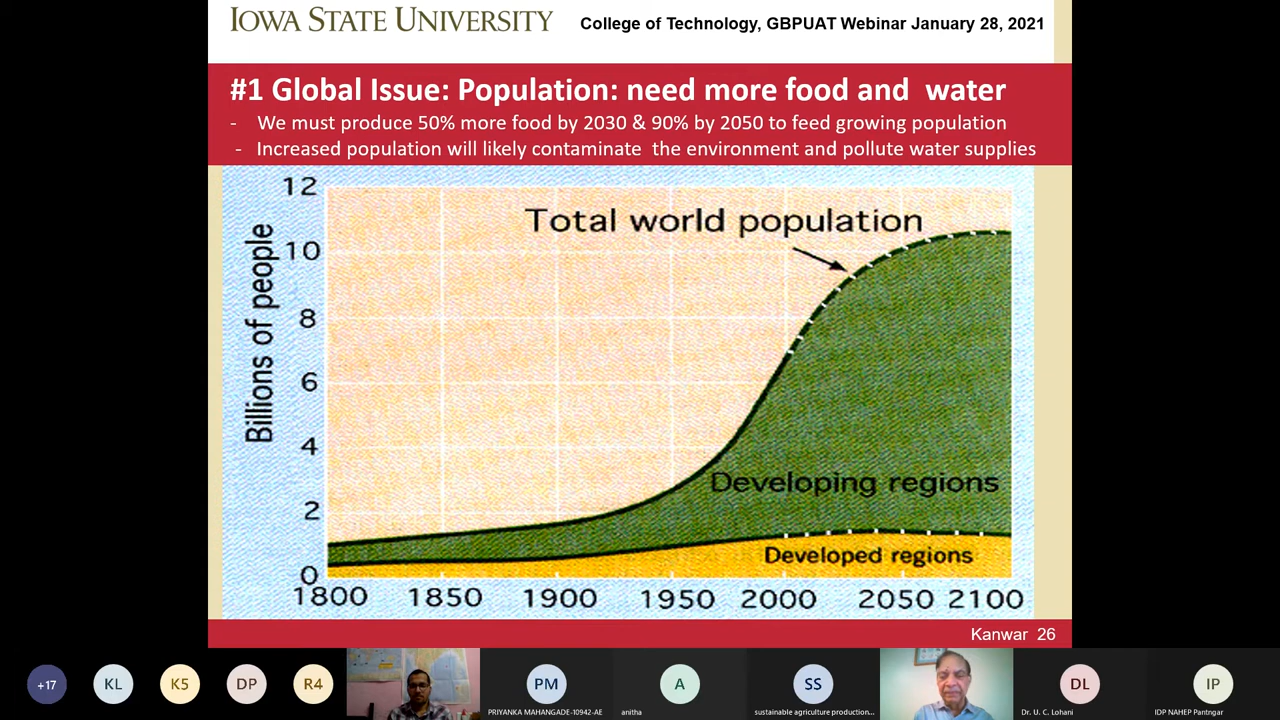 IOWA STATE UNIVERSITY
College of Technology, GBPUAT Webinar January 28, 2021
#1 Global Issue: Population: need more food and water
- We must produce 50% more food by 2030 & 90% by 2050 to feed growing population
- Increased population will likely contaminate the environment and pollute water supplies
Billions of people
12
10
8
6
4
2
0
Total world population
Developing regions
Developed regions
1800 1850 1900 1950 2000 2050 2100
Kanwar 26
+17
KL
K5
DP
R4
PM
PRIYANKA MAHANGADE-10942-AE
A
anitha
SS
sustainable agriculture production...
DL
Dr. U. C. Lohani
IP
IDP NAHEP Pantngar